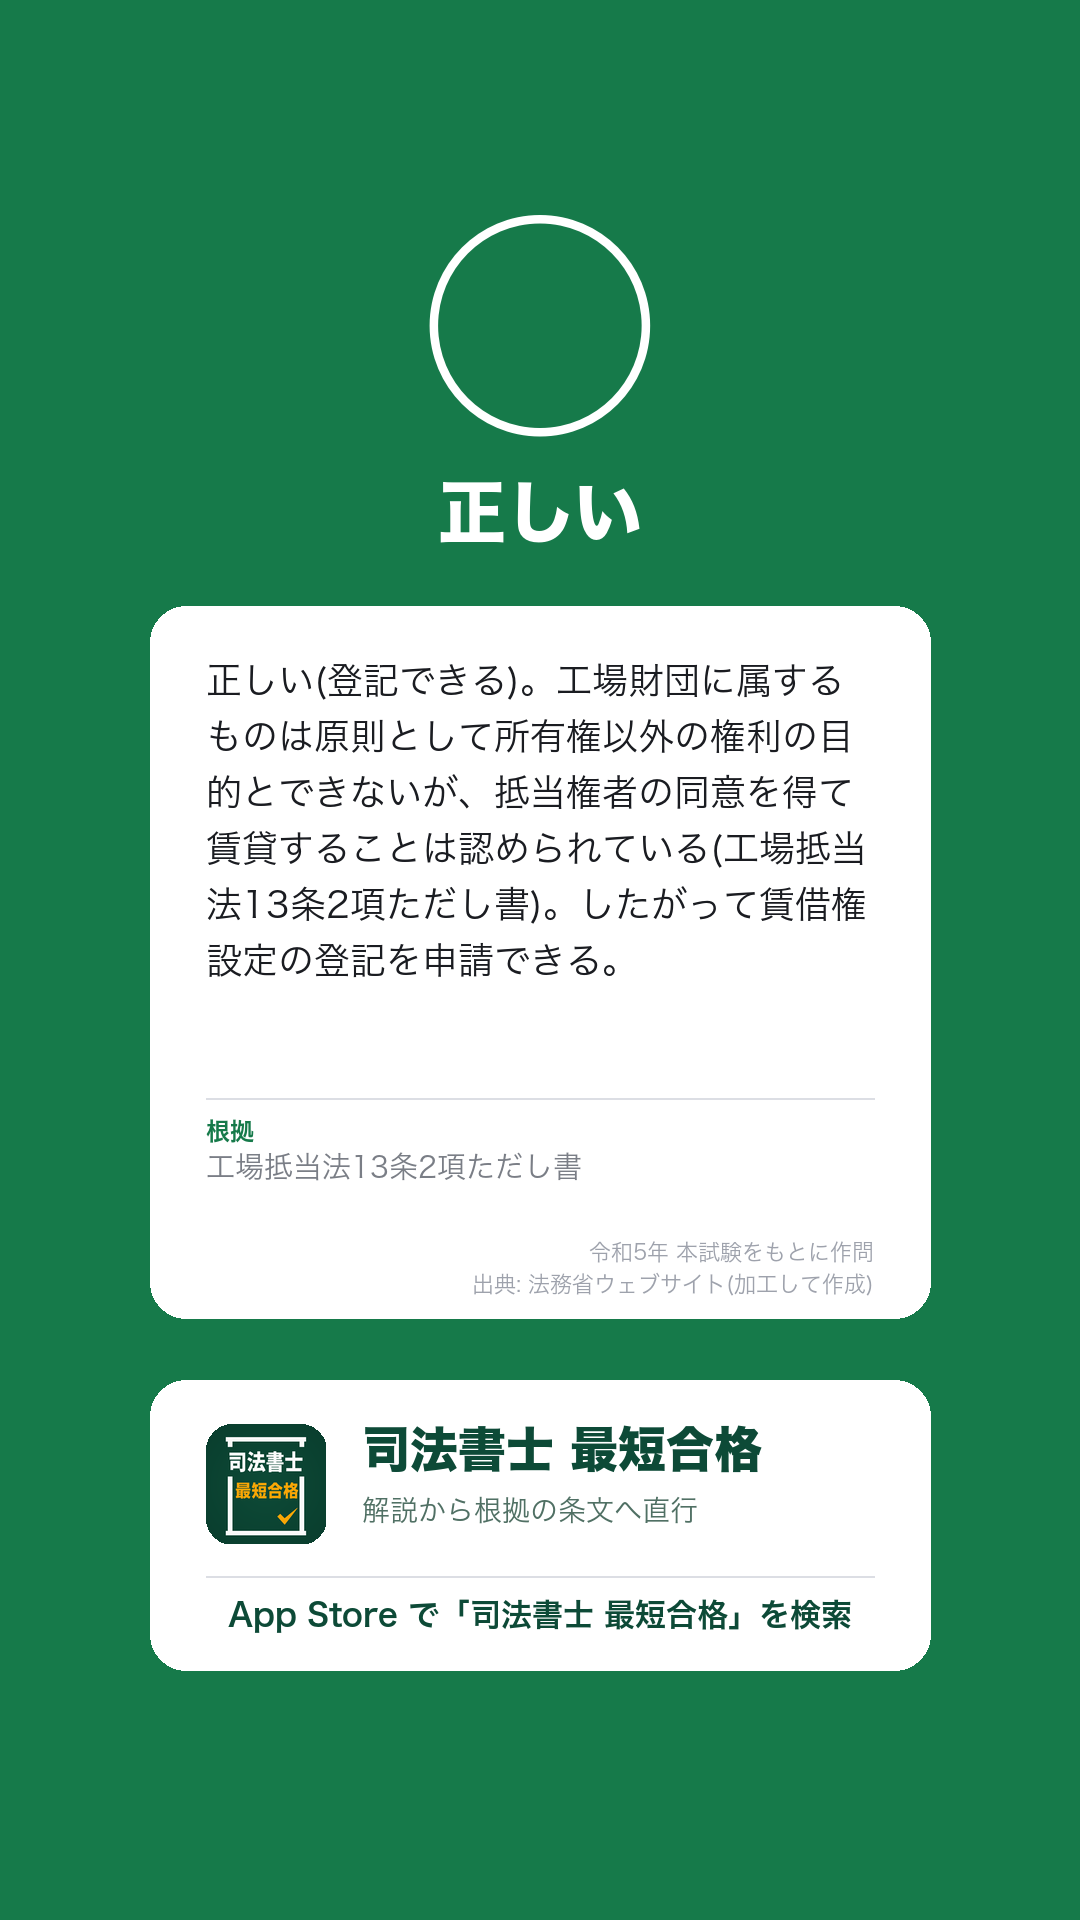 正しい
正しい(登記できる)。工場財団に属する
ものは原則として所有権以外の権利の目
的とできないが、抵当権者の同意を得て
賃貸することは認められている(工場抵当
法13条2項ただし書)。したがって賃借権
設定の登記を申請できる。
根拠
工場抵当法13条2項ただし書
令和5年 本試験をもとに作問
出典: 法務省ウェブサイト(加工して作成)
司法書士
最短合格
司法書士 最短合格
解説から根拠の条文へ直行
App Store で「司法書士 最短合格」を検索